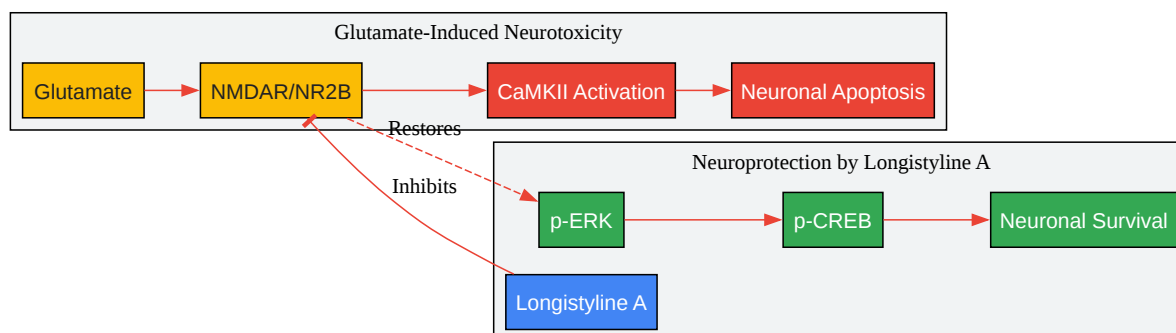 Glutamate-Induced Neurotoxicity
Glutamate
NMDAR/NR2B
CaMKII Activation
Neuronal Apoptosis
Restores
Inhibits
Neuroprotection by Longistyline A
p-ERK
p-CREB
Neuronal Survival
Longistyline A